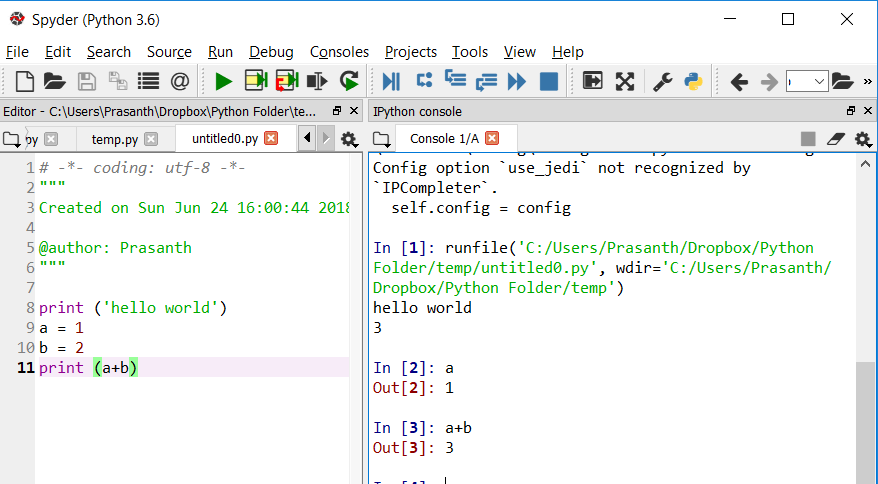 Spyder (Python 3.6)
File Edit Search Source Run Debug Consoles Projects Tools View Help
Editor - C:\Users\Prasanth\Dropbox\Python Folder\te...
IPython console
py temp.py untitled0.py
Console 1/A
1 # -*- coding: utf-8 -*-
2 """
3 Created on Sun Jun 24 16:00:44 2018
4
5 @author: Prasanth
6 """
7
8 print ('hello world')
9 a = 1
10 b = 2
11 print (a+b)
Config option `use_jedi` not recognized by
`IPCompleter`.
self.config = config
In [1]: runfile('C:/Users/Prasanth/Dropbox/Python
Folder/temp/untitled0.py', wdir='C:/Users/Prasanth/
Dropbox/Python Folder/temp')
hello world
3
In [2]: a
Out[2]: 1
In [3]: a+b
Out[3]: 3